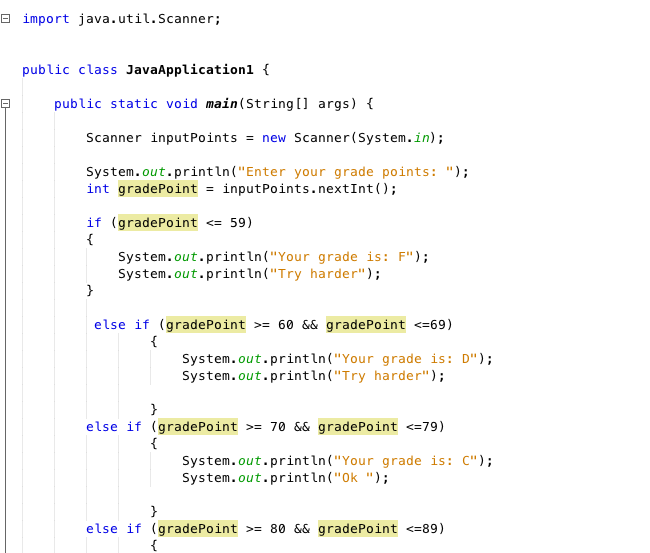 import java.util.Scanner;
public class JavaApplication1 {
public static void main(String[] args) {
Scanner inputPoints = new Scanner(System.in);
System.out.println("Enter your grade points: ");
int gradePoint = inputPoints.nextInt();
if (gradePoint <= 59)
{
System.out.println("Your grade is: F");
System.out.println("Try harder");
}
else if (gradePoint >= 60 && gradePoint <=69)
{
System.out.println("Your grade is: D");
System.out.println("Try harder");
}
else if (gradePoint >= 70 && gradePoint <=79)
{
System.out.println("Your grade is: C");
System.out.println("Ok ");
}
else if (gradePoint >= 80 && gradePoint <=89)
{